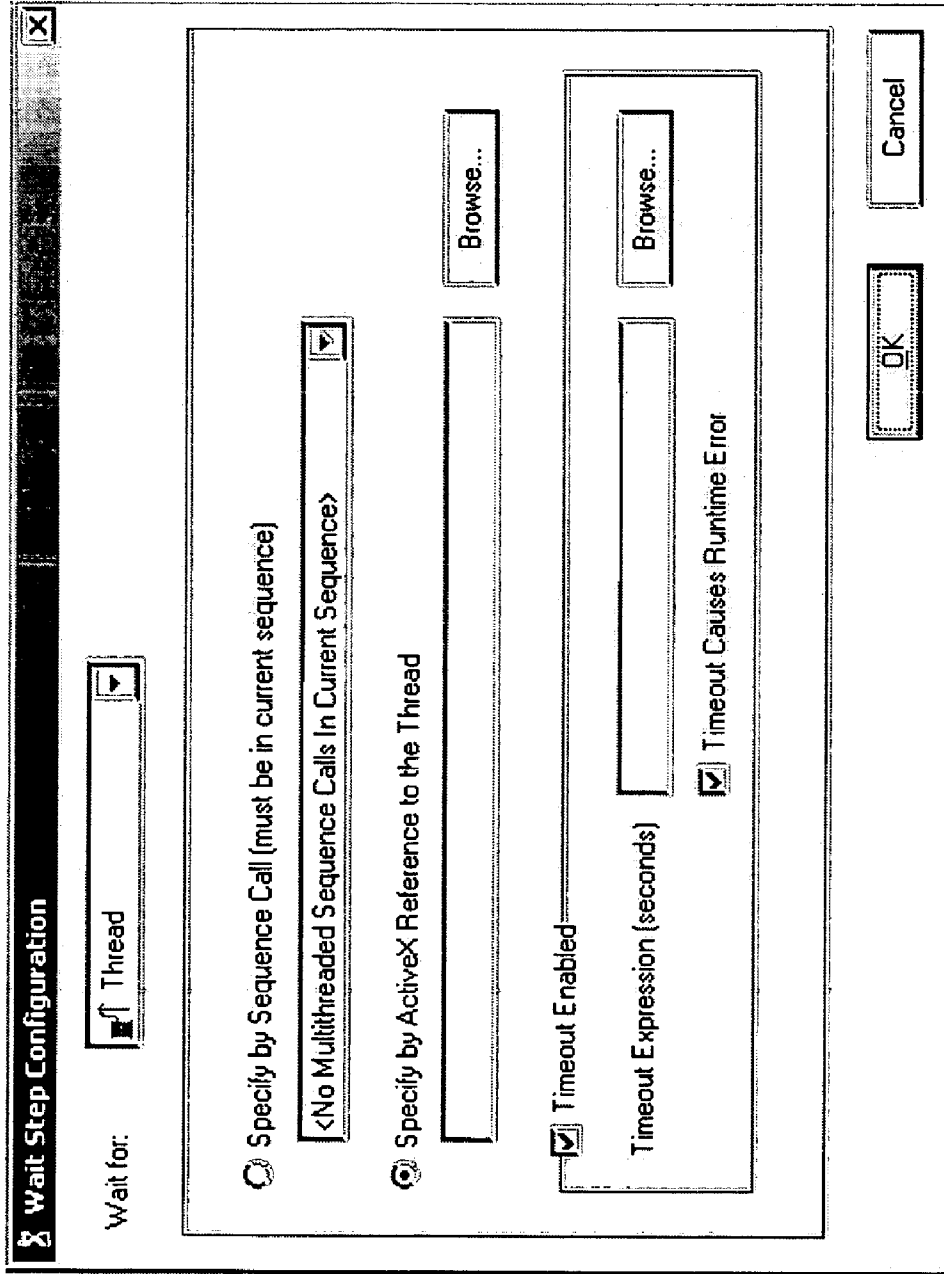 Wait Step Configuration
Wait for:
Thread
Specify by Sequence Call (must be in current sequence)
<No Multithreaded Sequence Calls In Current Sequence>
Specify by ActiveX Reference to the Thread
Browse...
Timeout Enabled
Timeout Expression (seconds)
Browse...
Timeout Causes Runtime Error
OK
Cancel